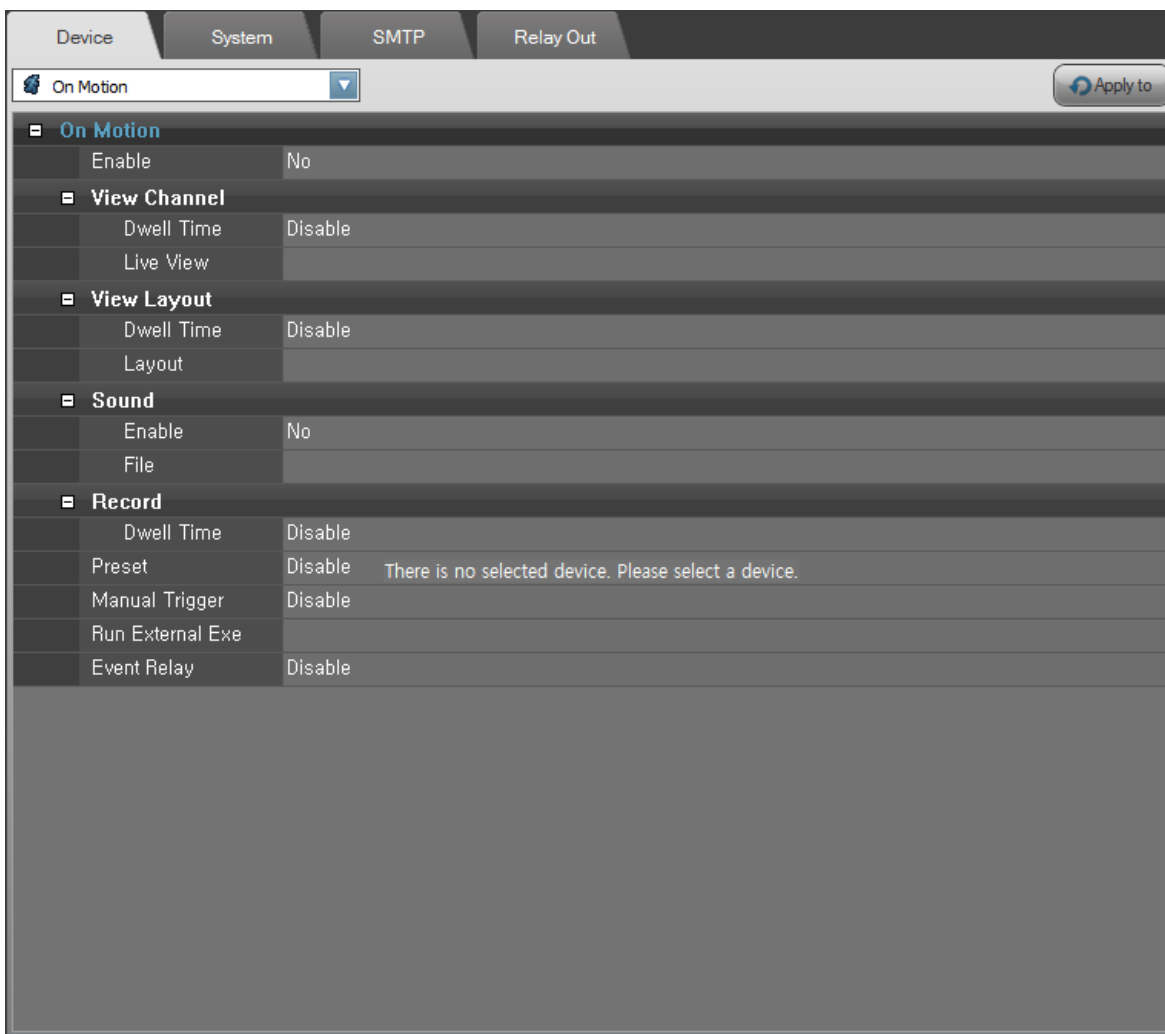 Device System SMTP Relay Out
On Motion Apply to
On Motion
Enable No
View Channel
Dwell Time Disable
Live View
View Layout
Dwell Time Disable
Layout
Sound
Enable No
File
Record
Dwell Time Disable
Preset Disable There is no selected device. Please select a device.
Manual Trigger Disable
Run External Exe
Event Relay Disable